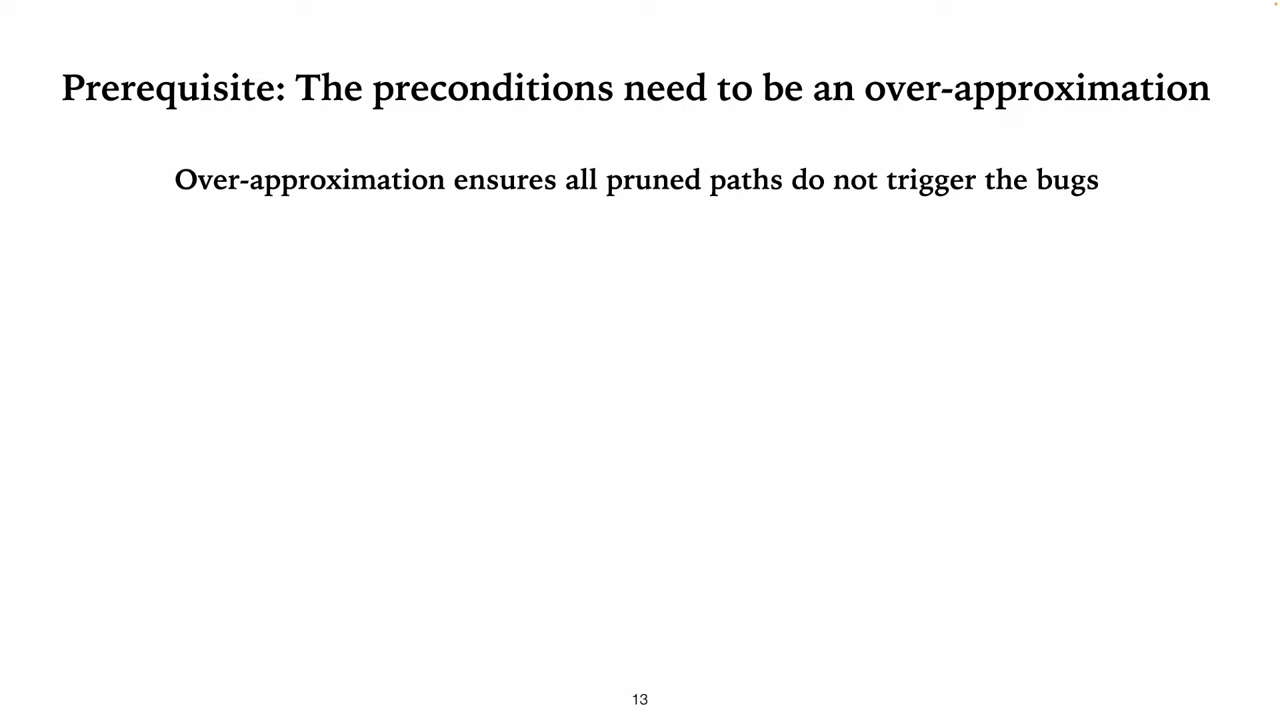 Prerequisite: The preconditions need to be an over-approximation
Over-approximation ensures all pruned paths do not trigger the bugs
13